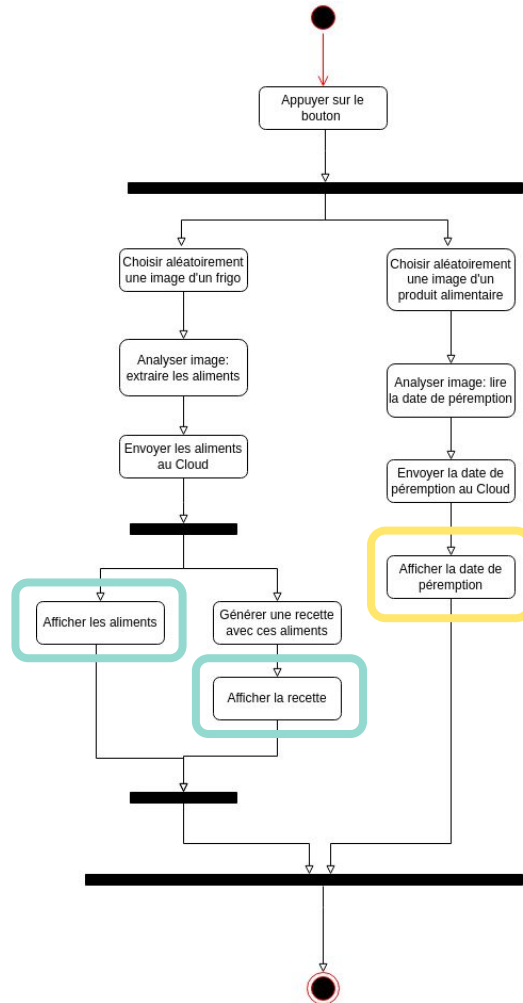 Appuyer sur le
bouton
Choisir aléatoirement
une image d'un frigo
Choisir aléatoirement
une image d'un
produit alimentaire
Analyser image:
extraire les aliments
Analyser image: lire
la date de péremption
Envoyer les aliments
au Cloud
Envoyer la date de
péremption au Cloud
Afficher la date de
péremption
Afficher les aliments
Générer une recette
avec ces aliments
Afficher la recette